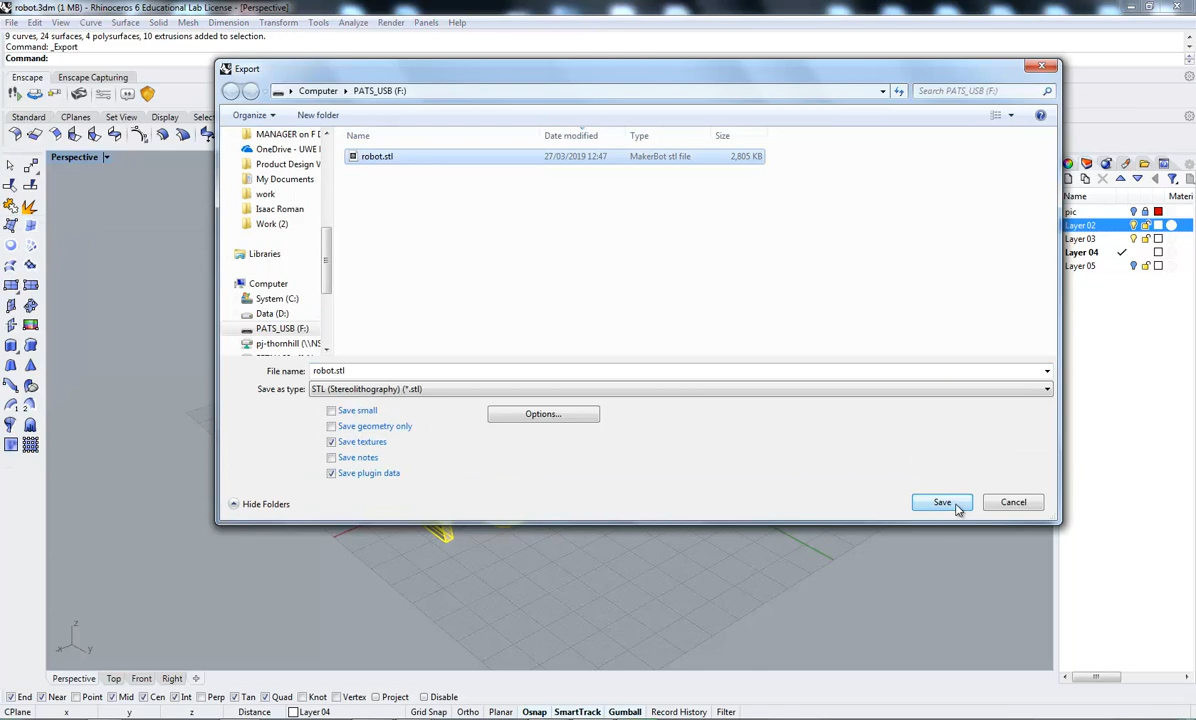 robot.3dm (1 MB) - Rhinoceros 6 Educational Lab License - [Perspective]
File Edit View Curve Surface Solid Mesh Dimension Transform Tools Analyze Render Panels Help
9 curves, 24 surfaces, 4 polysurfaces, 10 extrusions added to selection.
Command: _Export
Command:
Enscape Enscape Capturing
Standard CPlanes Set View Display Selec
Perspective
Export
Computer PATS_USB (F:)
Search PATS_USB (F:)
Organize New folder
Name Date modified Type Size
robot.stl 27/03/2019 12:47 MakerBot stl file 2,805 KB
MANAGER on F D
OneDrive - UWE
Product Design V
My Documents
work
Isaac Roman
Work (2)
Libraries
Computer
System (C:)
Data (D:)
PATS_USB (F:)
pj-thornhill (\\NS
File name: robot.stl
Save as type: STL (Stereolithography) (*.stl)
Save small
Options...
Save geometry only
Save textures
Save notes
Save plugin data
Hide Folders
Save Cancel
Name Materi
pic
Layer 02
Layer 03
Layer 04
Layer 05
z
x y
Perspective Top Front Right
End Near Point Mid Cen Int Perp Tan Quad Knot Vertex Project Disable
CPlane x y z Distance Layer 04 Grid Snap Ortho Planar Osnap SmartTrack Gumball Record History Filter